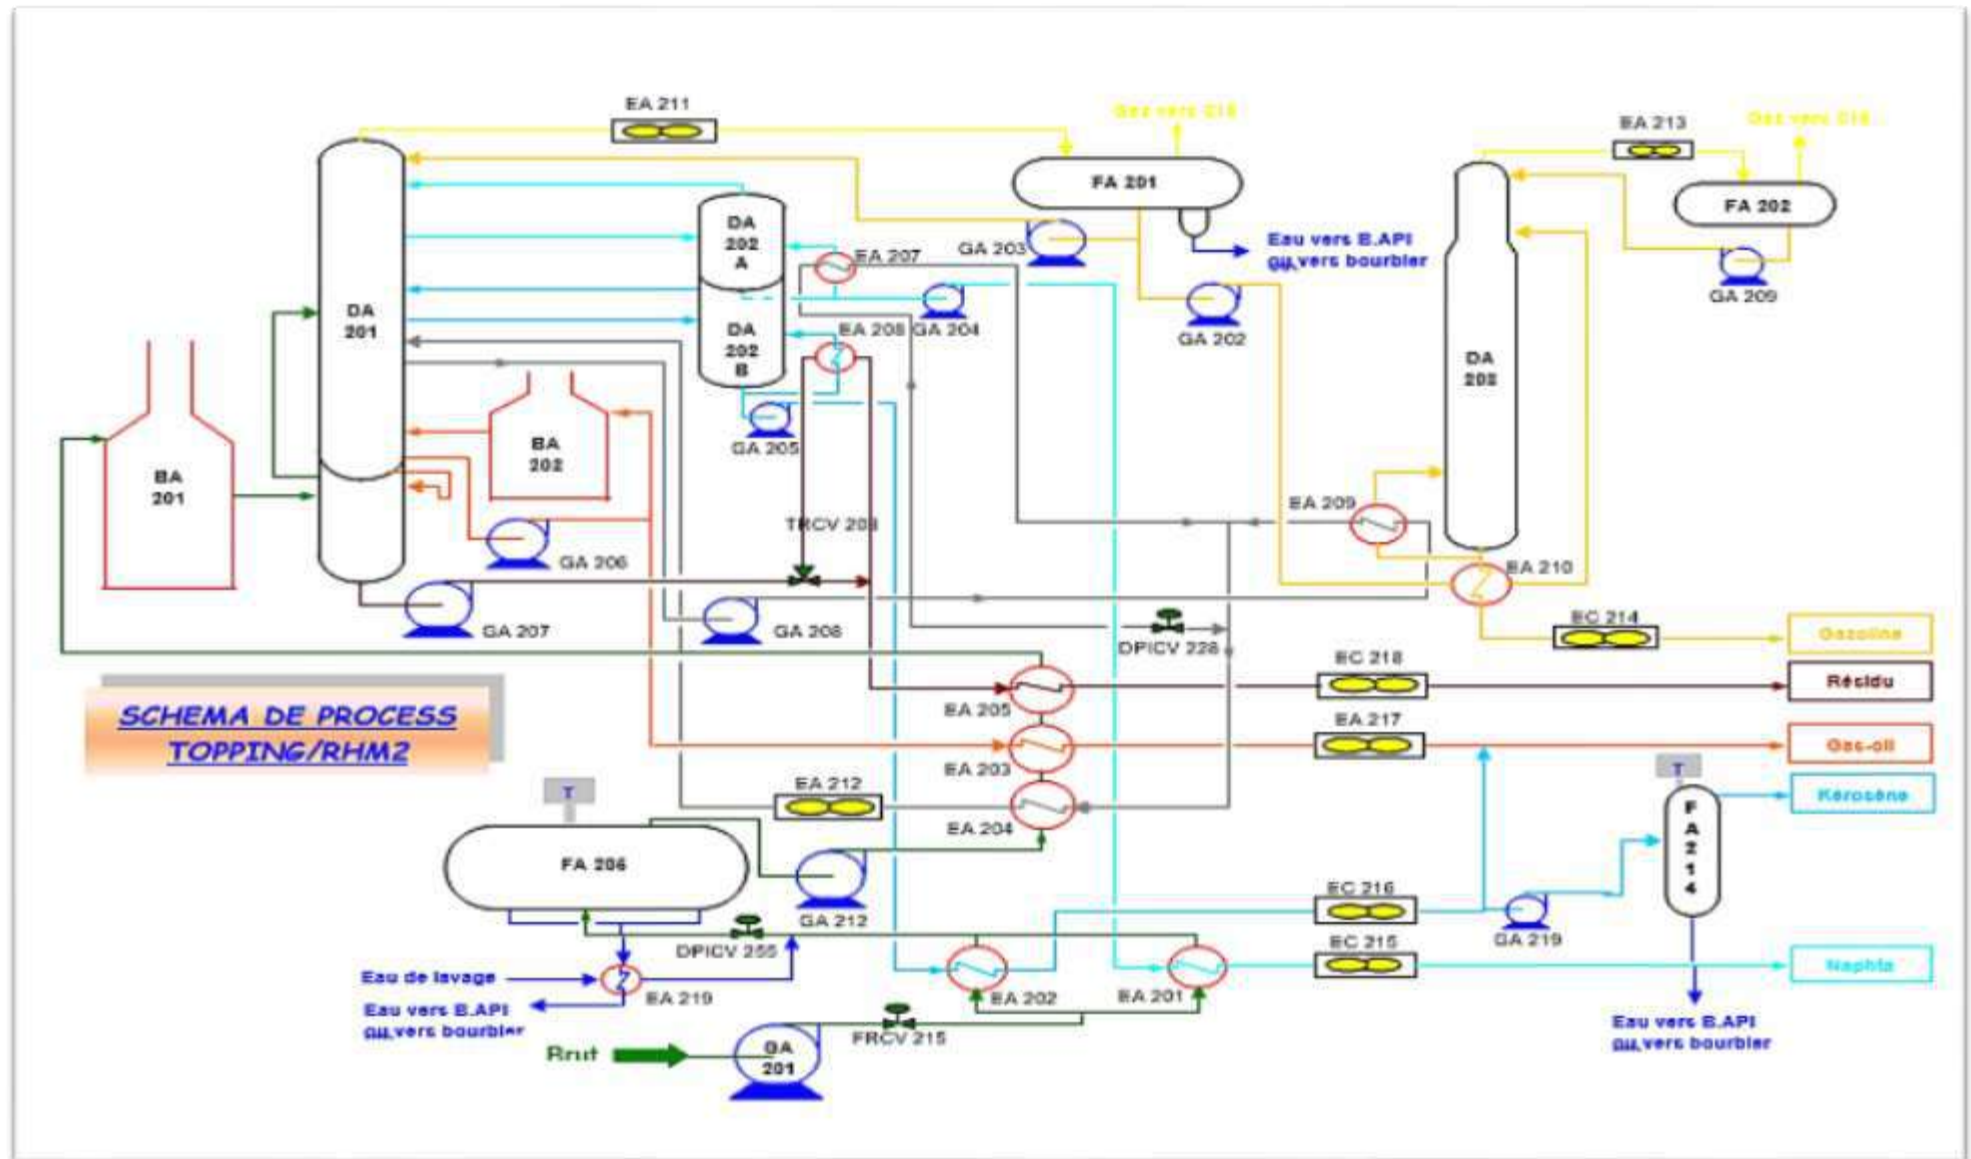 EA 211
Gaz vers 218
EA 213
Gaz vers 218
FA 201
FA 202
DA
202
A
EA 207
GA 203
Eau vers B.API
ou vers bourbier
GA 209
DA
201
DA
202
B
EA 208
GA 204
GA 202
DA
203
GA 205
BA
202
BA
201
EA 209
TRCV 203
GA 206
EA 210
GA 207
GA 208
DPICV 228
EC 214
Gazoline
EC 218
Résidu
EA 205
SCHEMA DE PROCESS
TOPPING/RHM2
EA 217
Gas-oil
EA 203
T
EA 212
T
Kérosène
EA 204
FA 206
F
A
2
1
4
GA 212
EC 216
GA 219
DPICV 255
EC 215
Naphta
Eau de lavage
EA 219
EA 202
EA 201
Eau vers B.API
ou vers bourbier
FRCV 215
Brut
GA
201
Eau vers B.API
ou vers bourbier